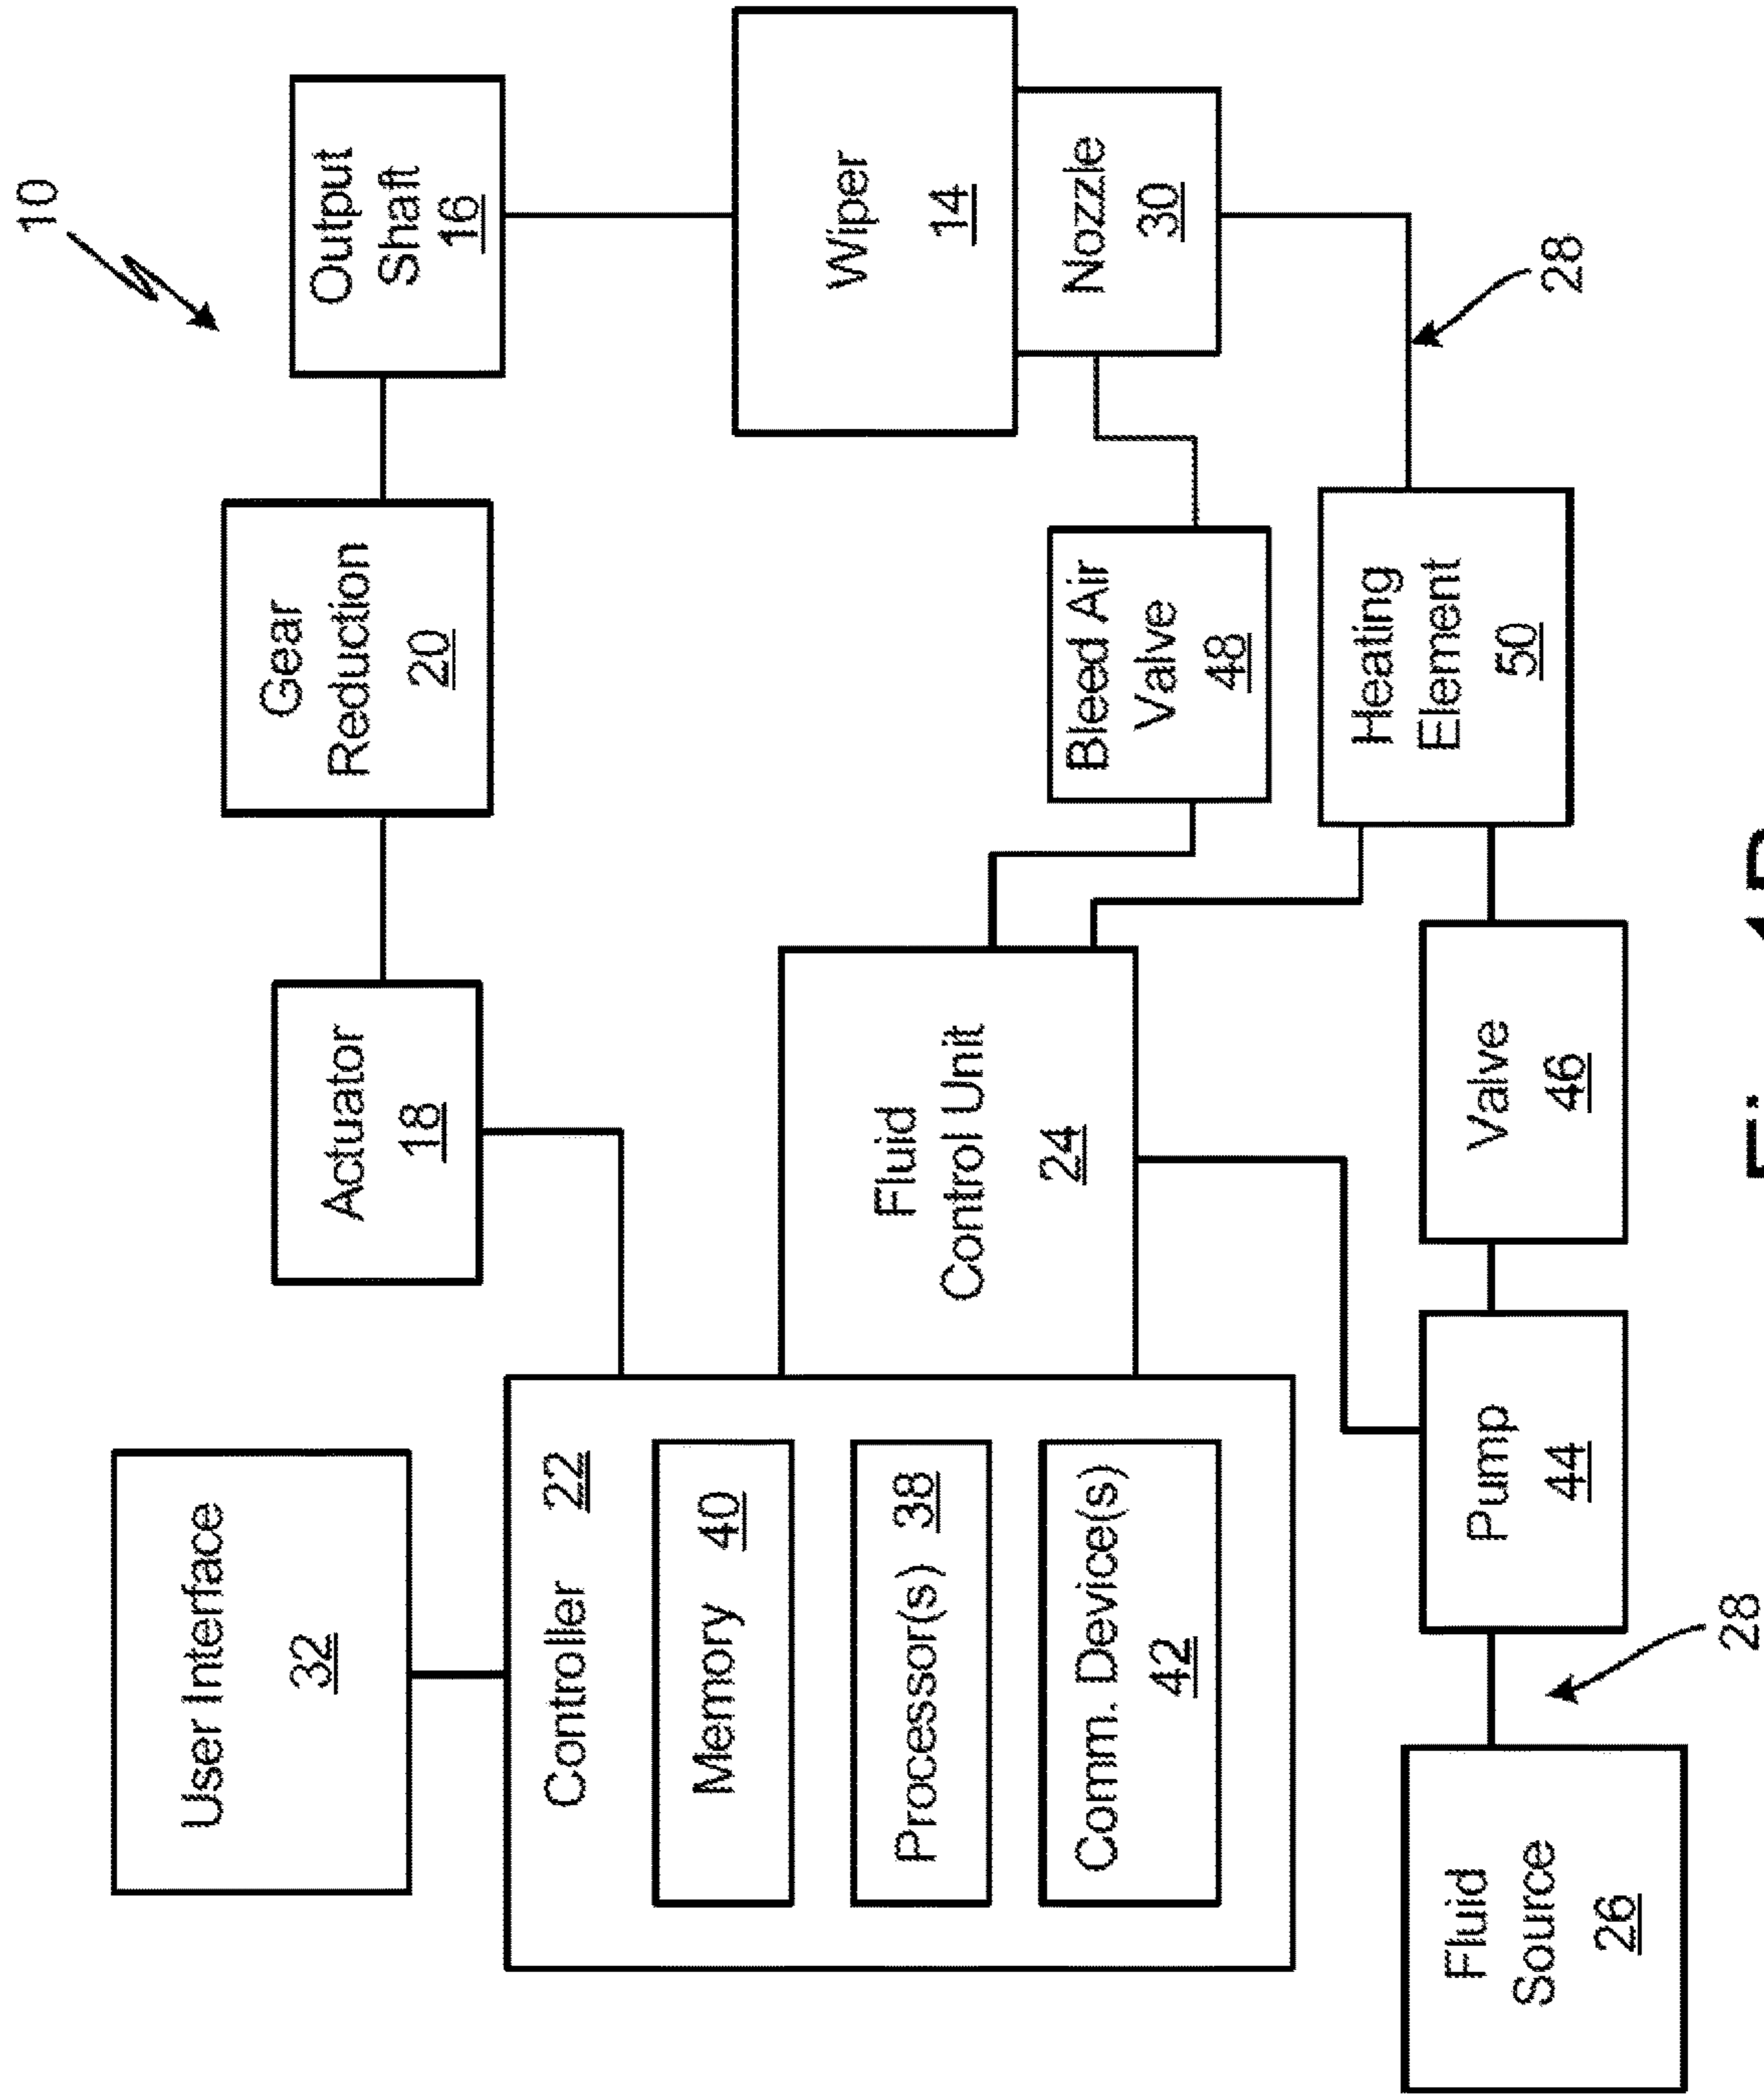 10
User Interface
32
Actuator
18
Gear
Reduction
20
Output
Shaft
16
Controller 22
Memory 40
Processor(s) 38
Comm. Device(s)
42
Fluid
Control Unit
24
Wiper
14
Nozzle
30
Bleed Air
Valve
48
Heating
Element
50
28
Fluid
Source
26
28
Pump
44
Valve
46